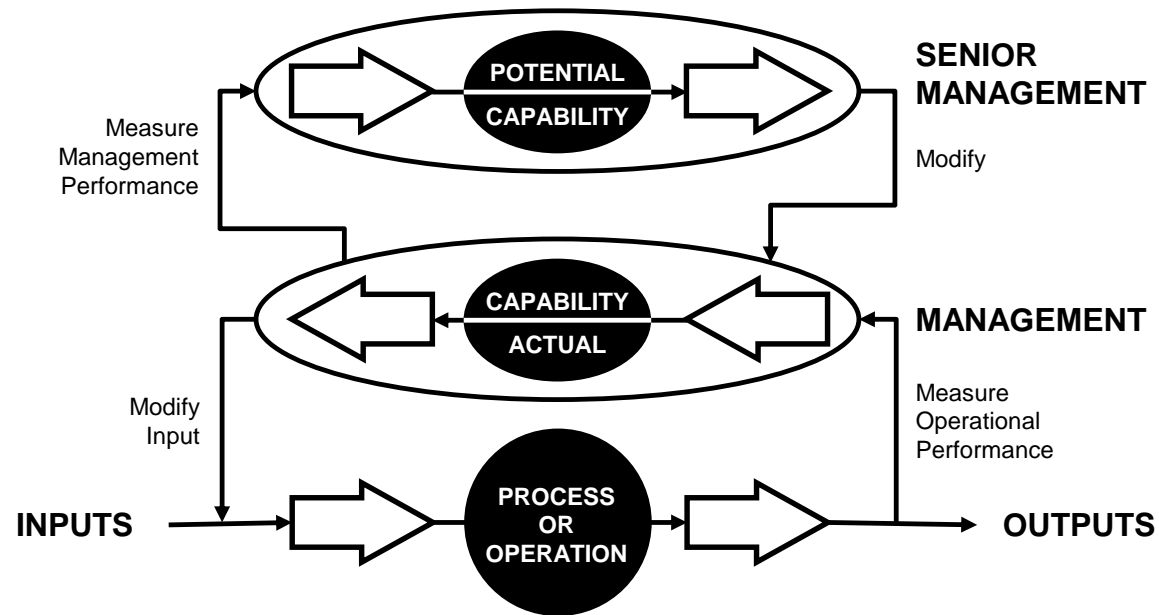 POTENTIAL
CAPABILITY
SENIOR
MANAGEMENT
Measure
Management
Performance
Modify
CAPABILITY
ACTUAL
MANAGEMENT
Modify
Input
Measure
Operational
Performance
INPUTS
PROCESS
OR
OPERATION
OUTPUTS